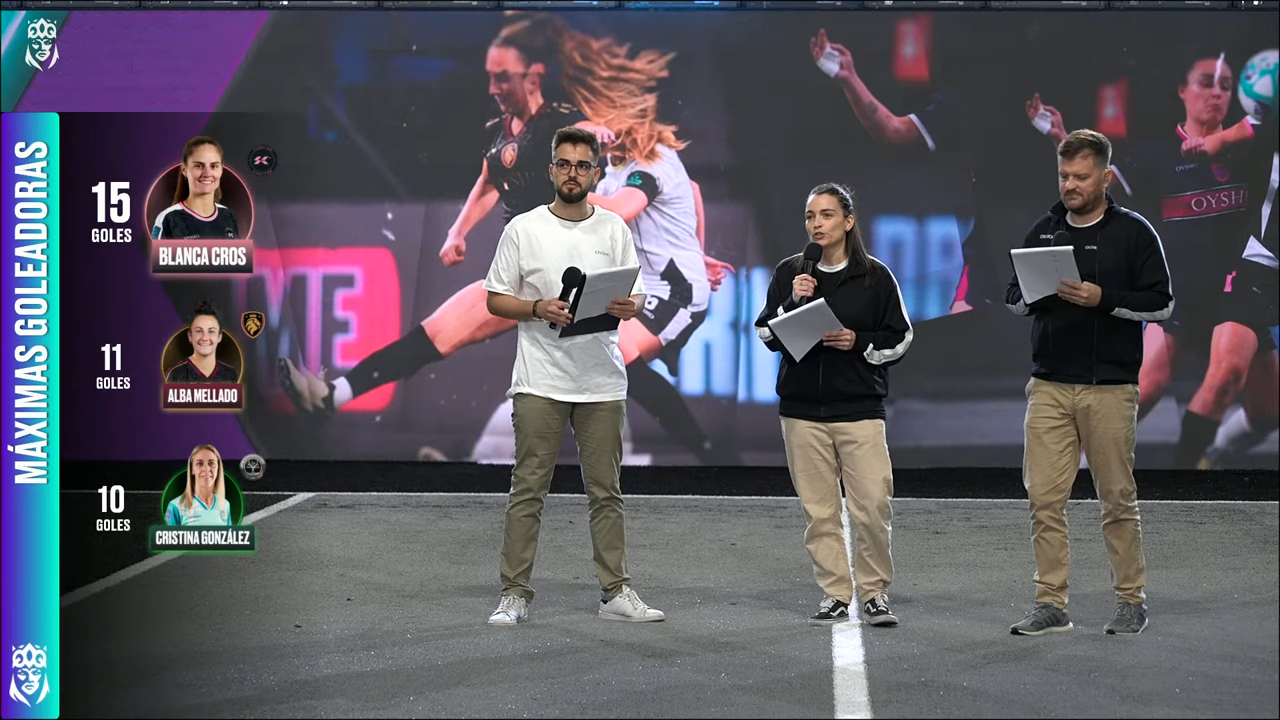 MÁXIMAS GOLEADORAS
15
GOLES
BLANCA CROS
11
GOLES
ALBA MELLADO
10
GOLES
CRISTINA GONZÁLEZ
OYSHO